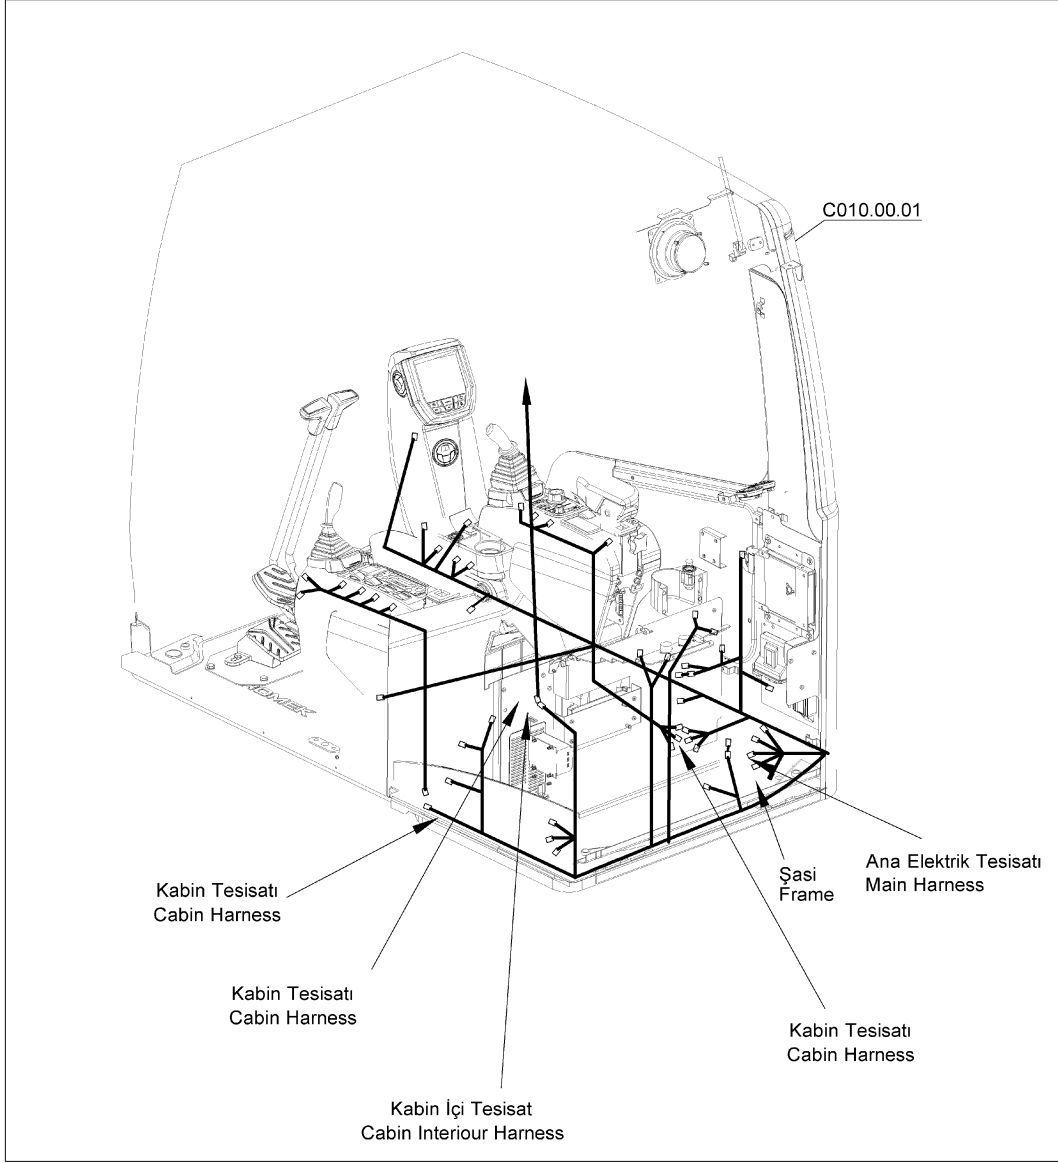 C010.00.01
Ana Elektrik Tesisatı
Main Harness
Şasi
Frame
Kabin Tesisatı
Cabin Harness
Kabin Tesisatı
Cabin Harness
Kabin Tesisatı
Cabin Harness
Kabin İçi Tesisat
Cabin Interiour Harness